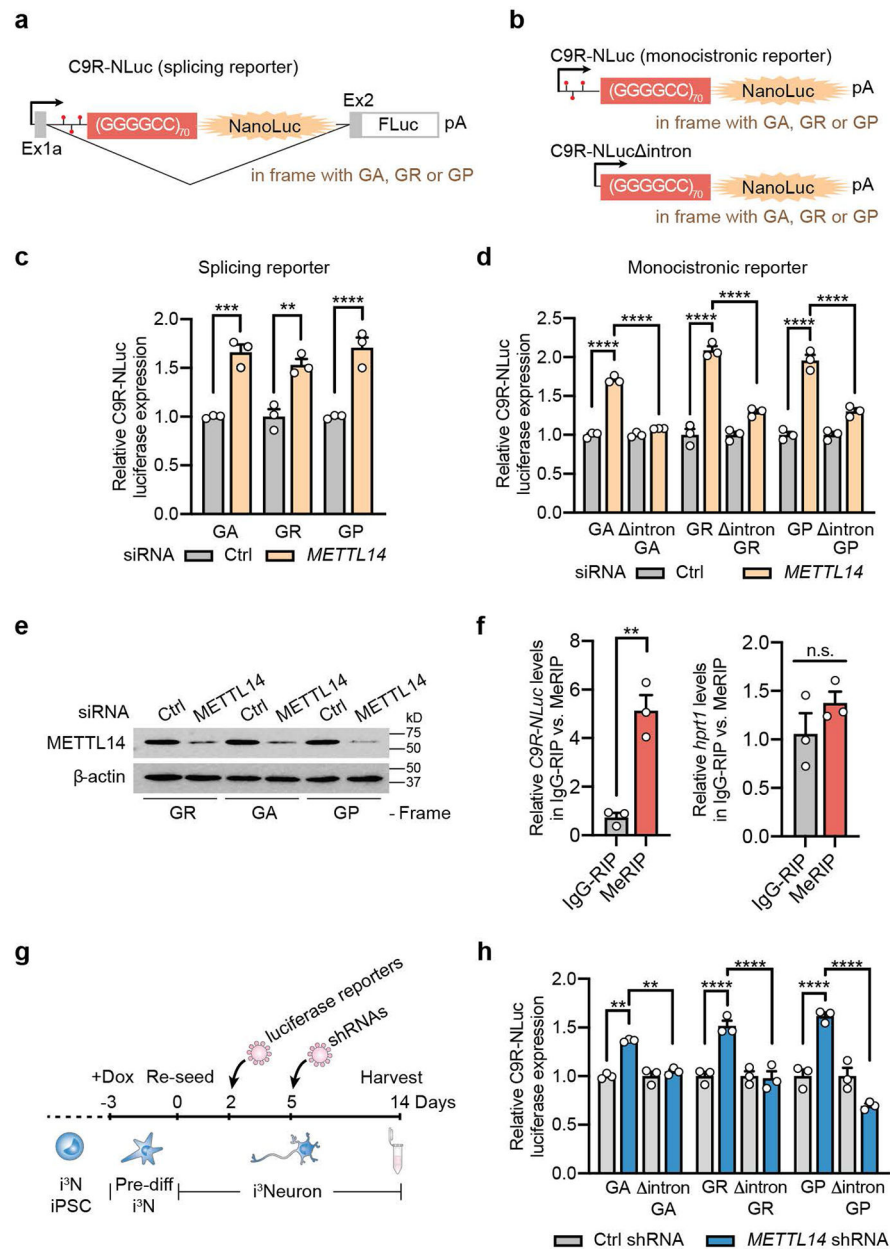 a
C9R-NLuc (splicing reporter)
Ex2
(GGGGCC)70
NanoLuc
FLuc
pA
Ex1a
in frame with GA, GR or GP
b
C9R-NLuc (monocistronic reporter)
(GGGGCC)70
NanoLuc
pA
in frame with GA, GR or GP
C9R-NLucΔintron
(GGGGCC)70
NanoLuc
pA
in frame with GA, GR or GP
c
Splicing reporter
Relative C9R-NLuc
luciferase expression
2.0
1.5
1.0
0.5
0.0
***
**
****
GA
GR
GP
siRNA
Ctrl
METTL14
d
Monocistronic reporter
Relative C9R-NLuc
luciferase expression
2.5
2.0
1.5
1.0
0.5
0.0
****
****
****
****
****
****
GA
Δintron
GA
GR
Δintron
GR
GP
Δintron
GP
siRNA
Ctrl
METTL14
e
siRNA
Ctrl
METTL14
Ctrl
METTL14
Ctrl
METTL14
kD
METTL14
75
50
β-actin
50
37
GR
GA
GP
- Frame
f
Relative C9R-NLuc levels
in IgG-RIP vs. MeRIP
8
6
4
2
0
**
IgG-RIP
MeRIP
Relative hprt1 levels
in IgG-RIP vs. MeRIP
2.0
1.5
1.0
0.5
0.0
n.s.
IgG-RIP
MeRIP
g
luciferase reporters
shRNAs
+Dox
Re-seed
Harvest
-3
0
2
5
14 Days
i3N
iPSC
Pre-diff
i3N
i3Neuron
h
Relative C9R-NLuc
luciferase expression
2.0
1.5
1.0
0.5
0.0
**
**
****
****
****
****
GA
Δintron
GA
GR
Δintron
GR
GP
Δintron
GP
Ctrl shRNA
METTL14 shRNA